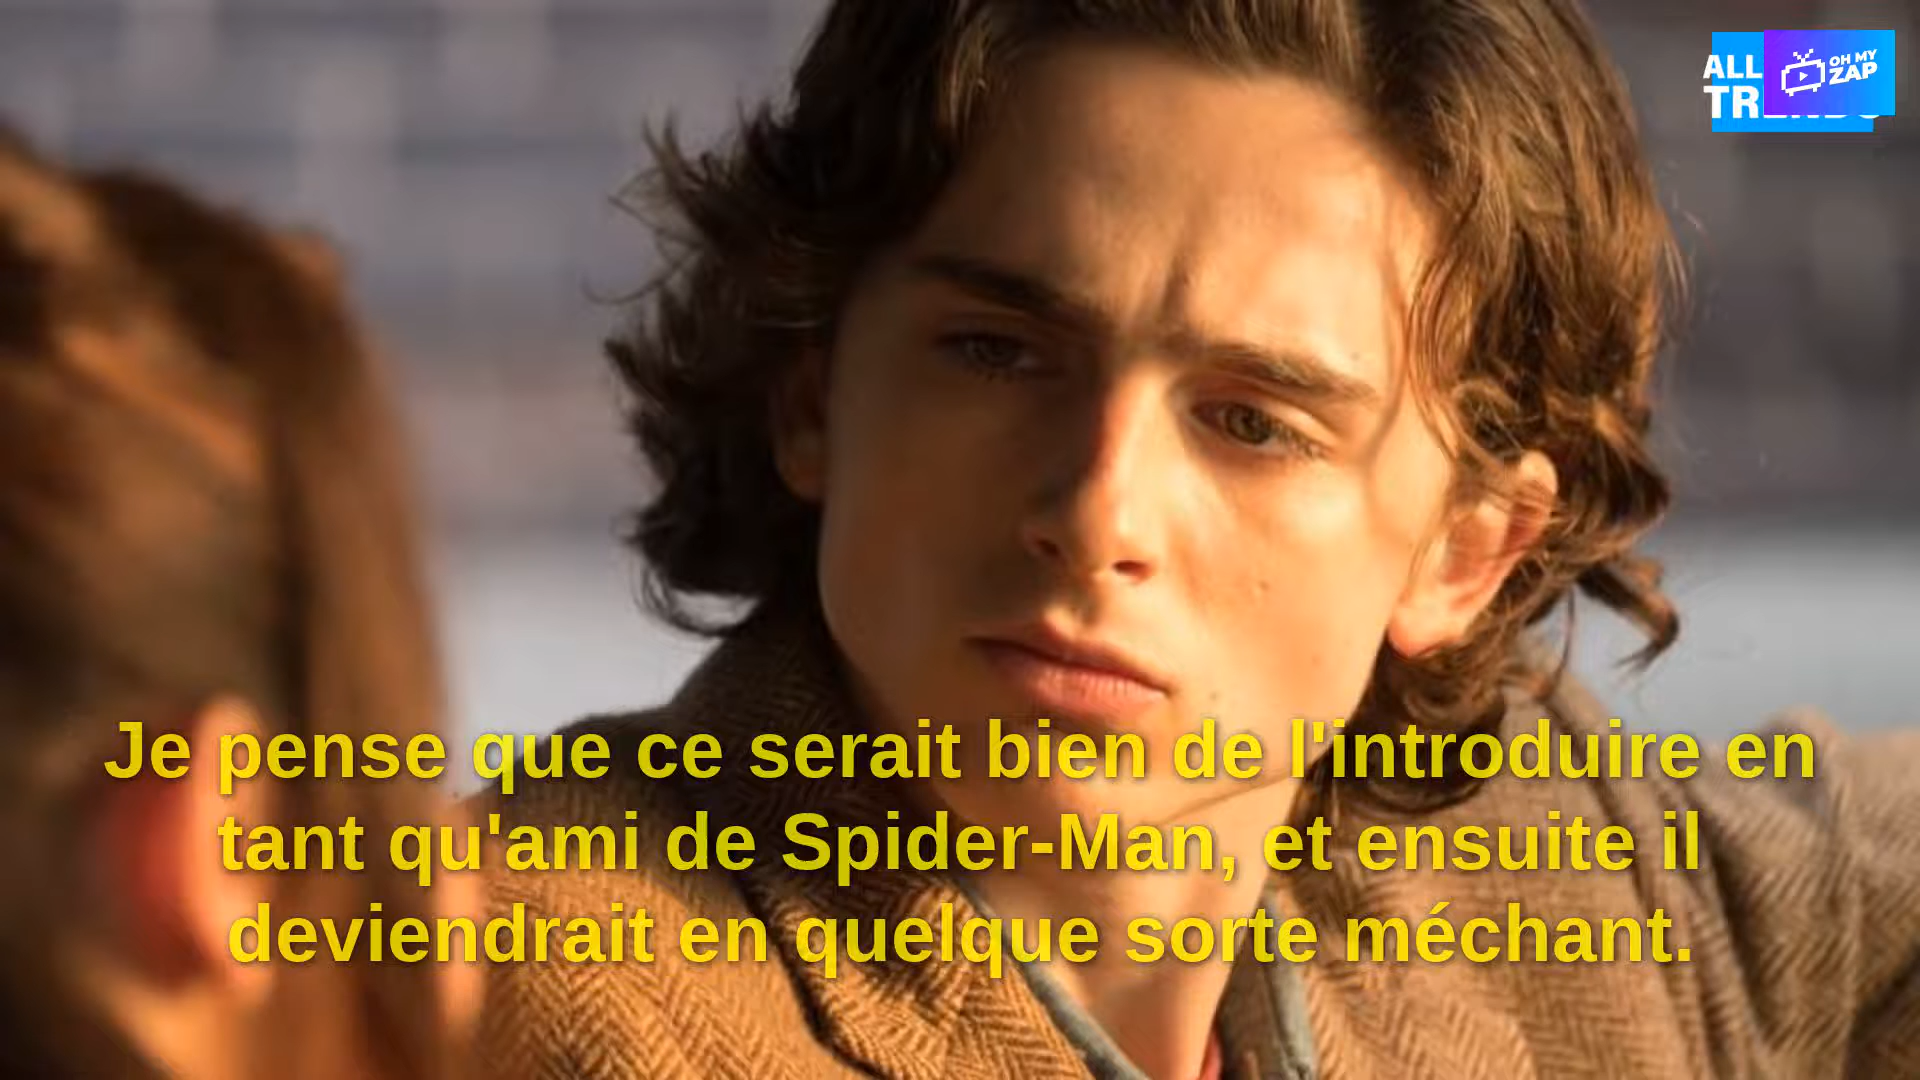 ALL
TR
OH MY
ZAP
Je pense que ce serait bien de l'introduire en
tant qu'ami de Spider-Man, et ensuite il
deviendrait en quelque sorte méchant.